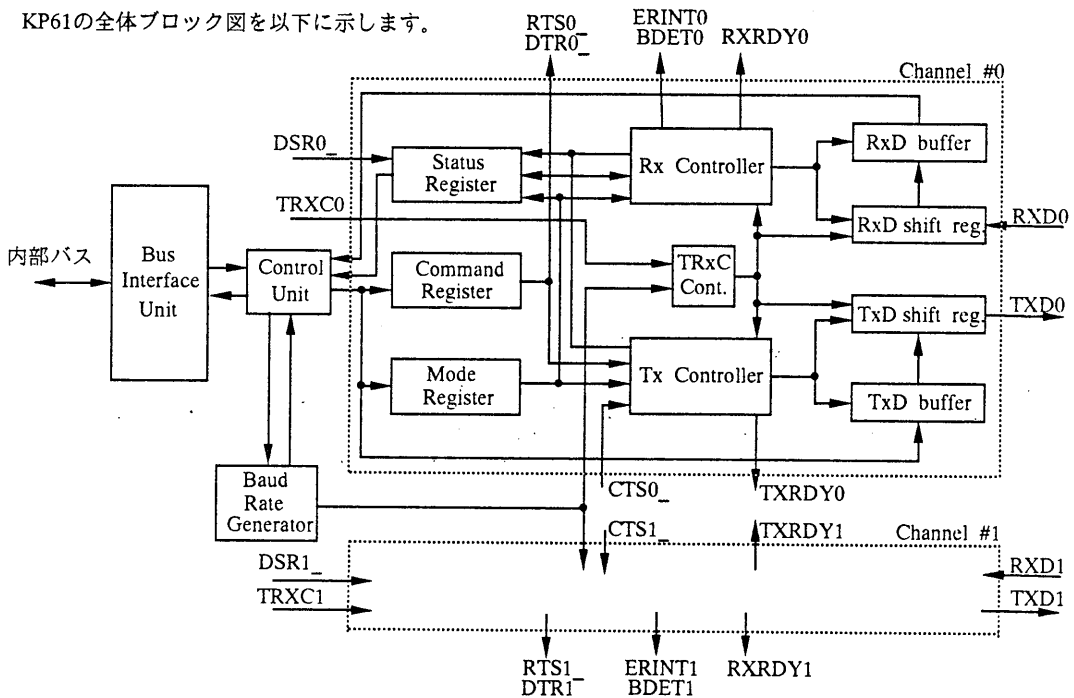 KP61の全体ブロック図を以下に示します。
RTS0_
DTR0_
ERINT0
BDET0
RXRDY0
Channel #0
DSR0_
Status
Register
Rx Controller
RxD buffer
TRXC0
RxD shift reg.
RXD0
内部バス
Bus
Interface
Unit
Control
Unit
Command
Register
TRxC
Cont.
TxD shift reg.
TXD0
Mode
Register
Tx Controller
TxD buffer
Baud
Rate
Generator
CTS0_
TXRDY0
CTS1_
TXRDY1
Channel #1
DSR1_
RXD1
TRXC1
TXD1
RTS1_
DTR1_
ERINT1
BDET1
RXRDY1